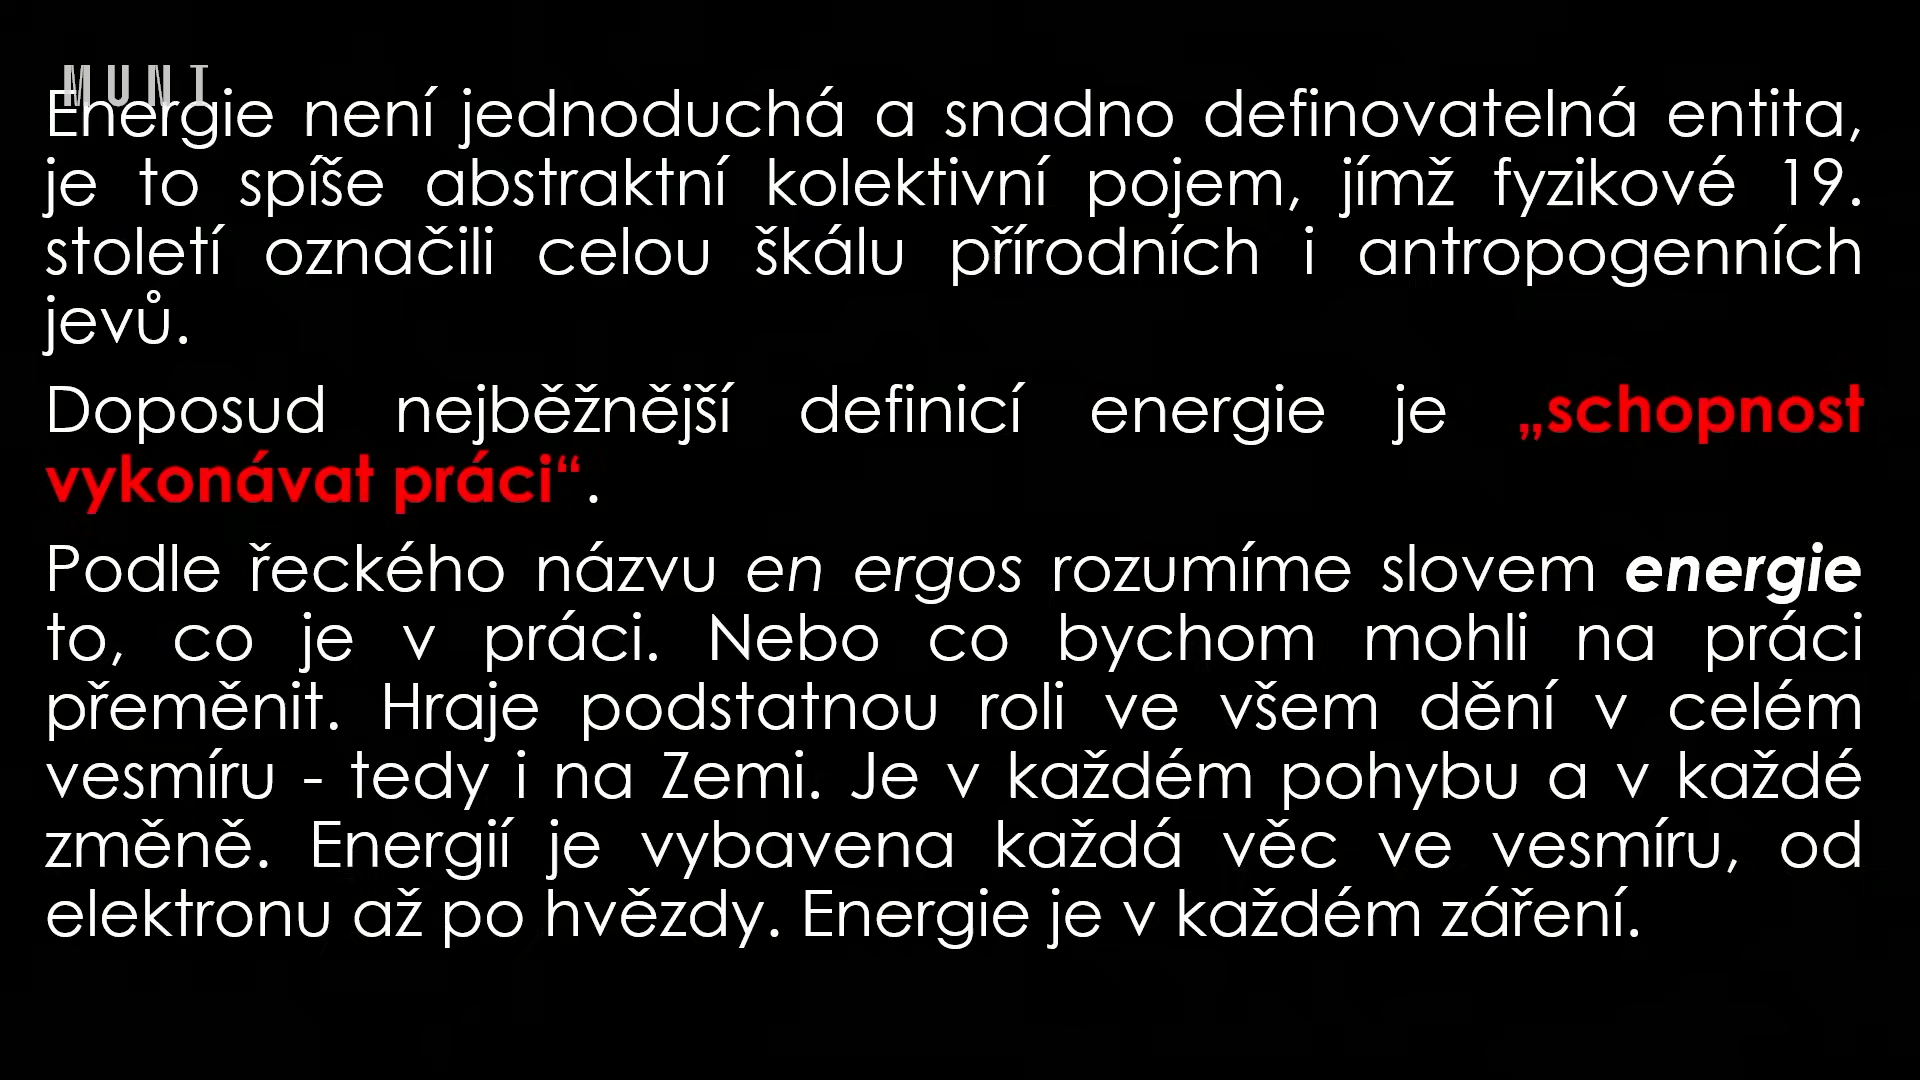 MUNI
Energie není jednoduchá a snadno definovatelná entita,
je to spíše abstraktní kolektivní pojem, jímž fyzikové 19.
století označili celou škálu přírodních i antropogenních
jevů.
Doposud nejběžnější definicí energie je „schopnost
vykonávat práci“.
Podle řeckého názvu en ergos rozumíme slovem energie
to, co je v práci. Nebo co bychom mohli na práci
přeměnit. Hraje podstatnou roli ve všem dění v celém
vesmíru - tedy i na Zemi. Je v každém pohybu a v každé
změně. Energií je vybavena každá věc ve vesmíru, od
elektronu až po hvězdy. Energie je v každém záření.